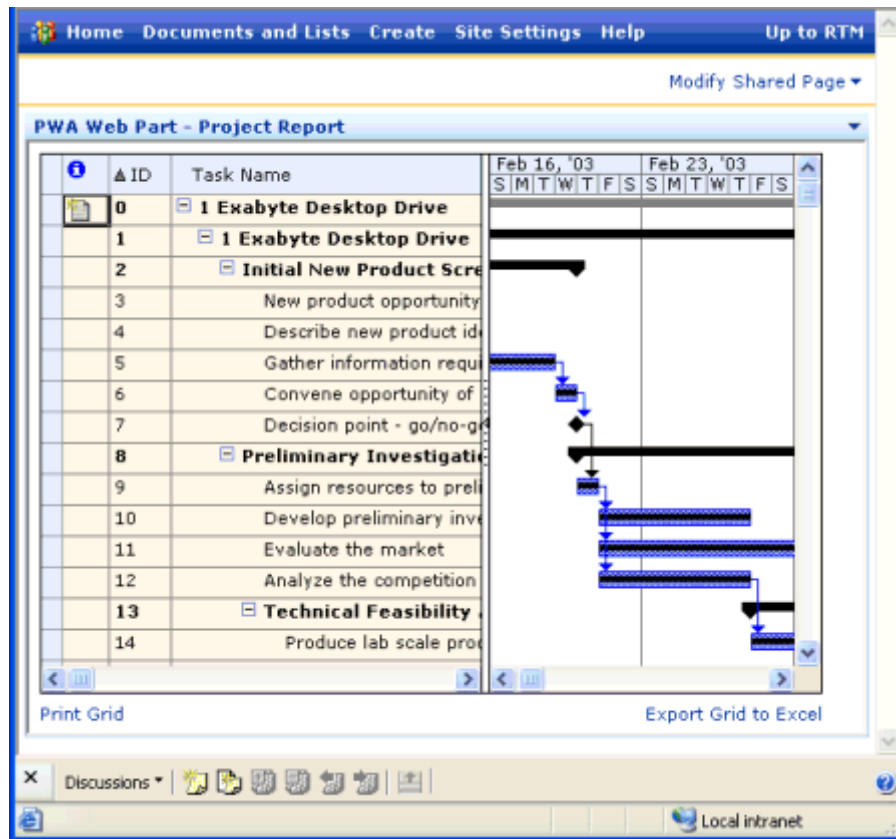 Home Documents and Lists Create Site Settings Help Up to RTM
Modify Shared Page
PWA Web Part - Project Report
ID Task Name Feb 16, '03 Feb 23, '03
S M T W T F S S M T W T F S
0 1 Exabyte Desktop Drive
1 1 Exabyte Desktop Drive
2 Initial New Product Scre
3 New product opportunity
4 Describe new product ide
5 Gather information requi
6 Convene opportunity of
7 Decision point - go/no-go
8 Preliminary Investigatio
9 Assign resources to preli
10 Develop preliminary inve
11 Evaluate the market
12 Analyze the competition
13 Technical Feasibility
14 Produce lab scale prod
Print Grid Export Grid to Excel
Discussions
Local intranet